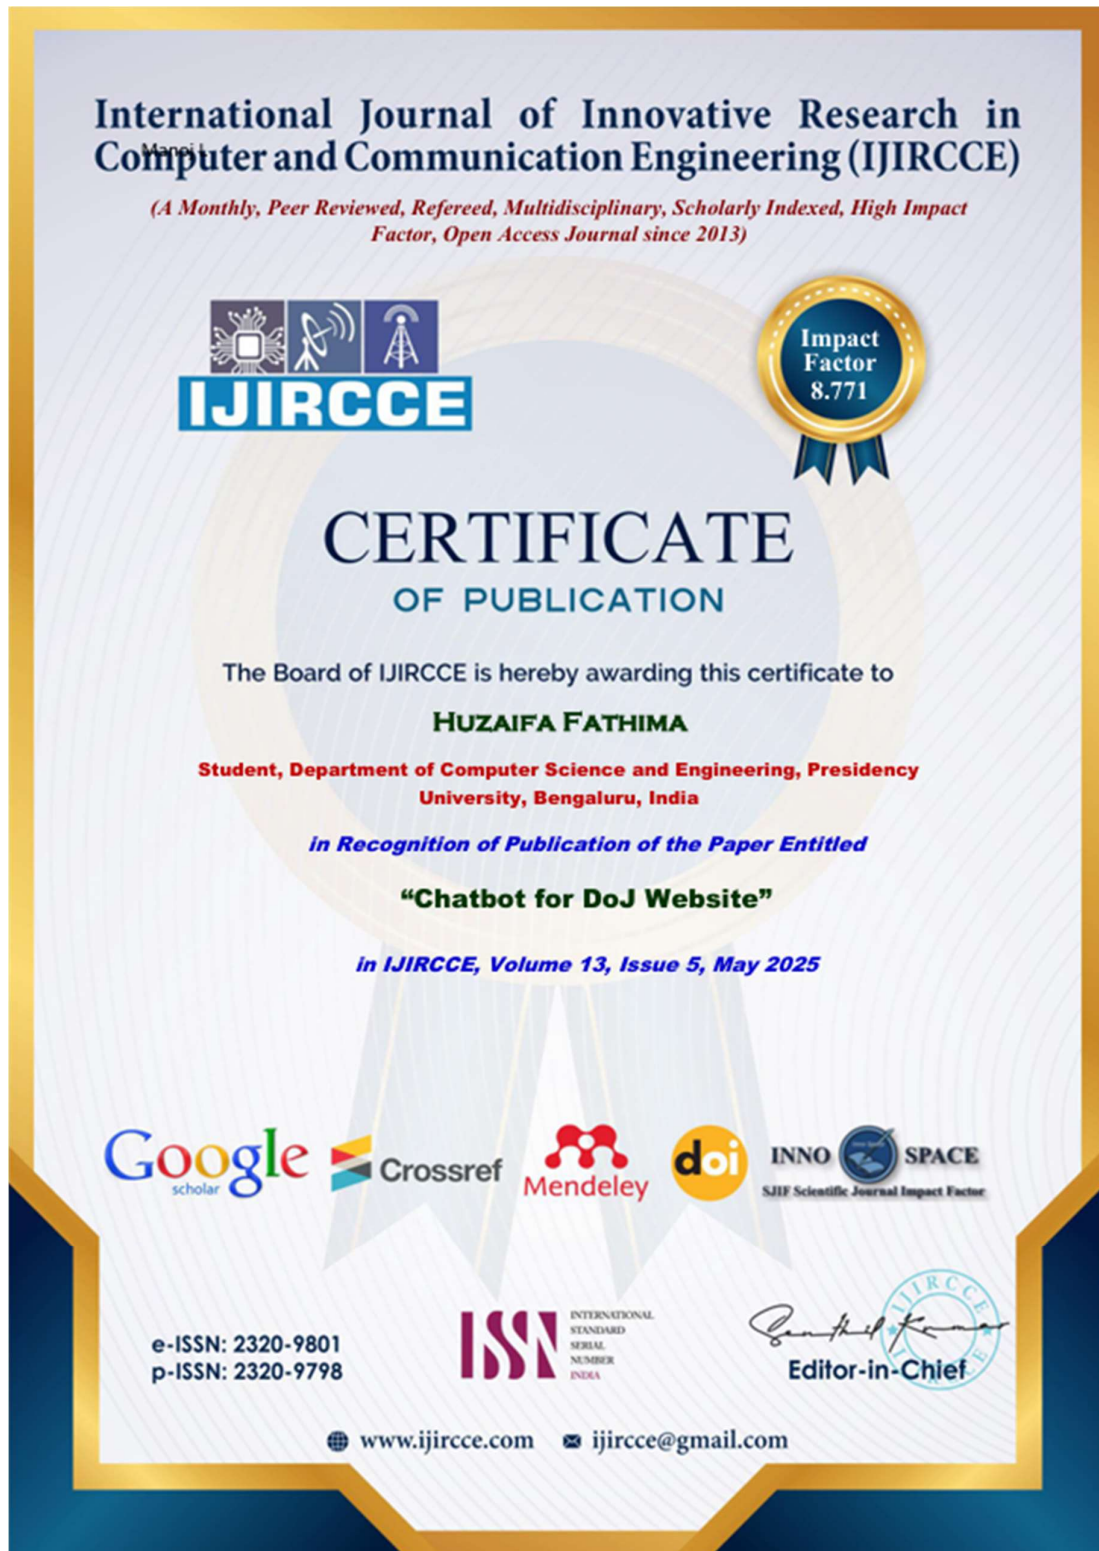 International Journal of Innovative Research in
Computer and Communication Engineering (IJIRCCE)
Manoj
(A Monthly, Peer Reviewed, Refereed, Multidisciplinary, Scholarly Indexed, High Impact
Factor, Open Access Journal since 2013)
IJIRCCE
Impact
Factor
8.771
CERTIFICATE
OF PUBLICATION
The Board of IJIRCCE is hereby awarding this certificate to
HUZAIFA FATHIMA
Student, Department of Computer Science and Engineering, Presidency
University, Bengaluru, India
in Recognition of Publication of the Paper Entitled
“Chatbot for DoJ Website”
in IJIRCCE, Volume 13, Issue 5, May 2025
Google
scholar
Crossref
Mendeley
doi
INNO SPACE
SJIF Scientific Journal Impact Factor
e-ISSN: 2320-9801
p-ISSN: 2320-9798
ISSN
INTERNATIONAL
STANDARD
SERIAL
NUMBER
INDIA
Senthil Kumar
IJIRCCE
Editor-in-Chief
www.ijircce.com ijircce@gmail.com